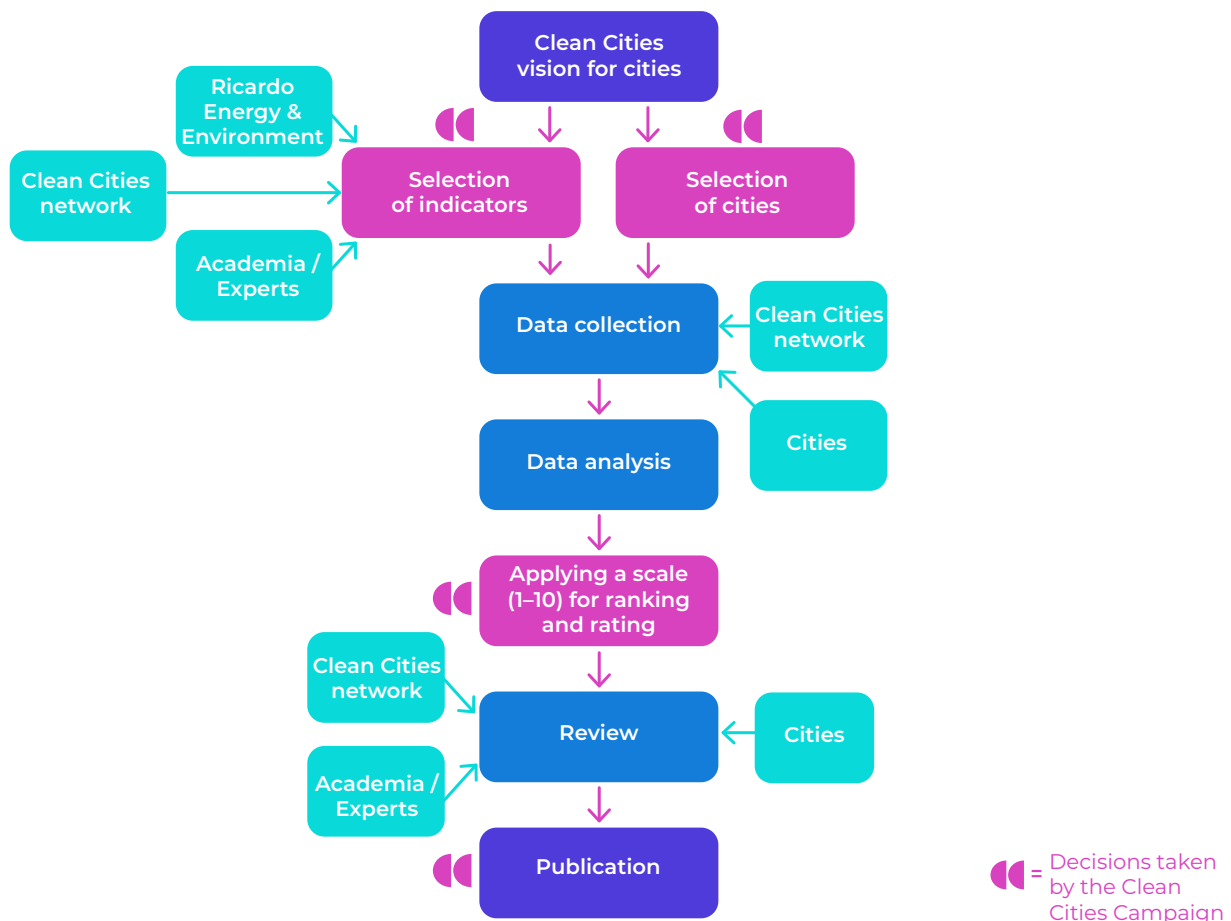 Clean Cities
vision for cities
Ricardo
Energy &
Environment
Clean Cities
network
Academia /
Experts
Selection
of indicators
Selection
of cities
Data collection
Clean Cities
network
Cities
Data analysis
Applying a scale
(1–10) for ranking
and rating
Clean Cities
network
Academia /
Experts
Review
Cities
Publication
= Decisions taken
by the Clean
Cities Campaign